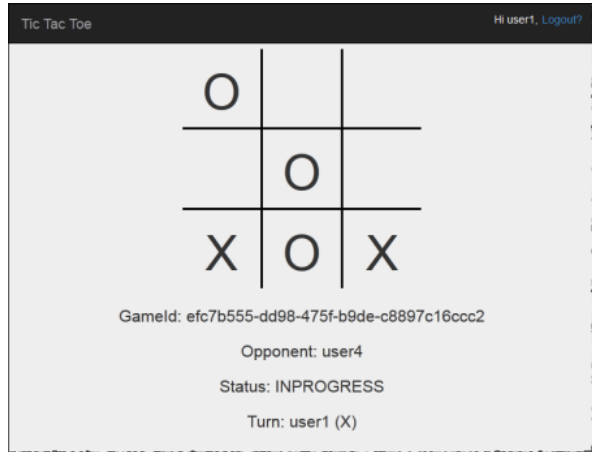 Tic Tac Toe
Hi user1, Logout?
O
O
X O X
GameId: efc7b555-dd98-475f-b9de-c8897c16ccc2
Opponent: user4
Status: INPROGRESS
Turn: user1 (X)